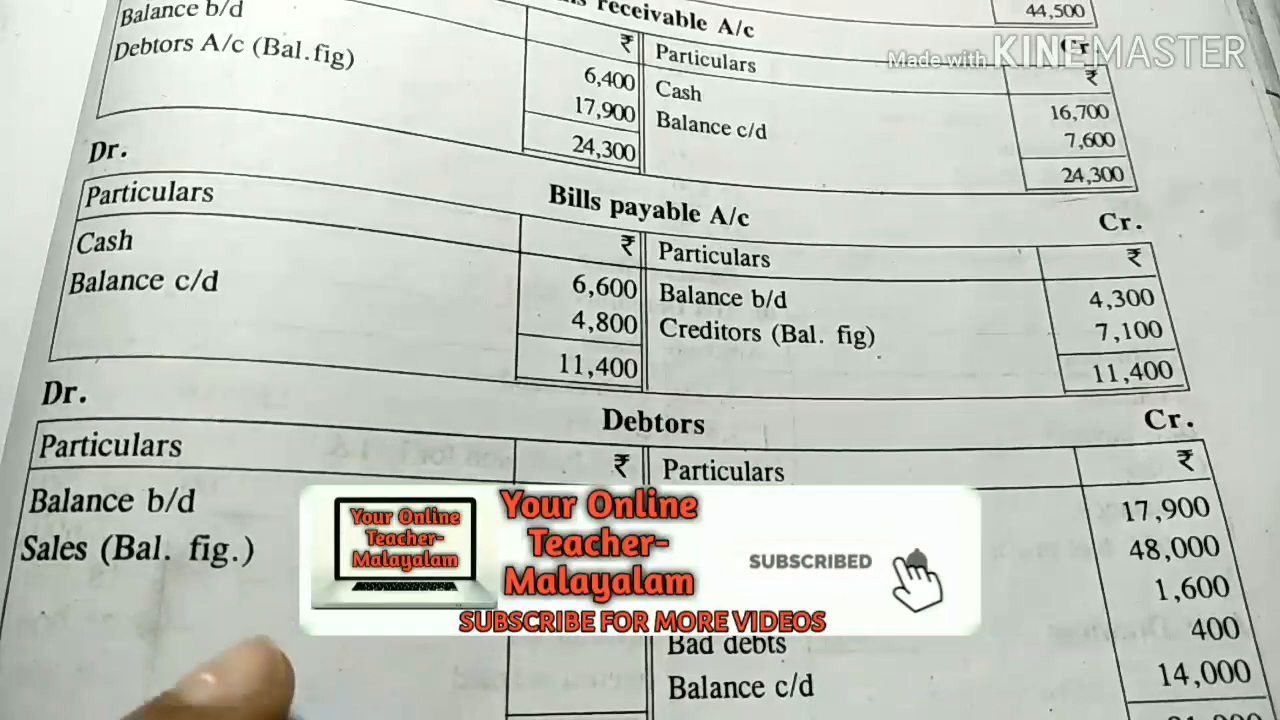 44,500
receivable A/c
Cr
Balance b/d
₹ Particulars ₹
Debtors A/c (Bal.fig)
6,400 Cash 16,700
17,900 Balance c/d 7,600
24,300 24,300
Made with KINEMASTER
Dr. Bills payable A/c Cr.
Particulars ₹ Particulars ₹
Cash 6,600 Balance b/d 4,300
Balance c/d 4,800 Creditors (Bal. fig) 7,100
11,400 11,400
Dr. Debtors Cr.
Particulars ₹ Particulars ₹
Balance b/d 17,900
Sales (Bal. fig.) 48,000
1,600
Bad debts 400
Balance c/d 14,000
Your Online
Teacher-
Malayalam
Your Online
Teacher-
Malayalam
SUBSCRIBED
SUBSCRIBE FOR MORE VIDEOS